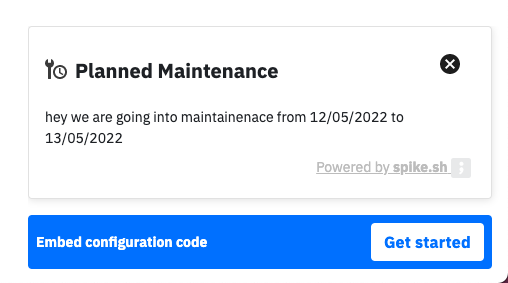 Planned Maintenance
hey we are going into maintainenace from 12/05/2022 to
13/05/2022
Powered by spike.sh
Embed configuration code
Get started